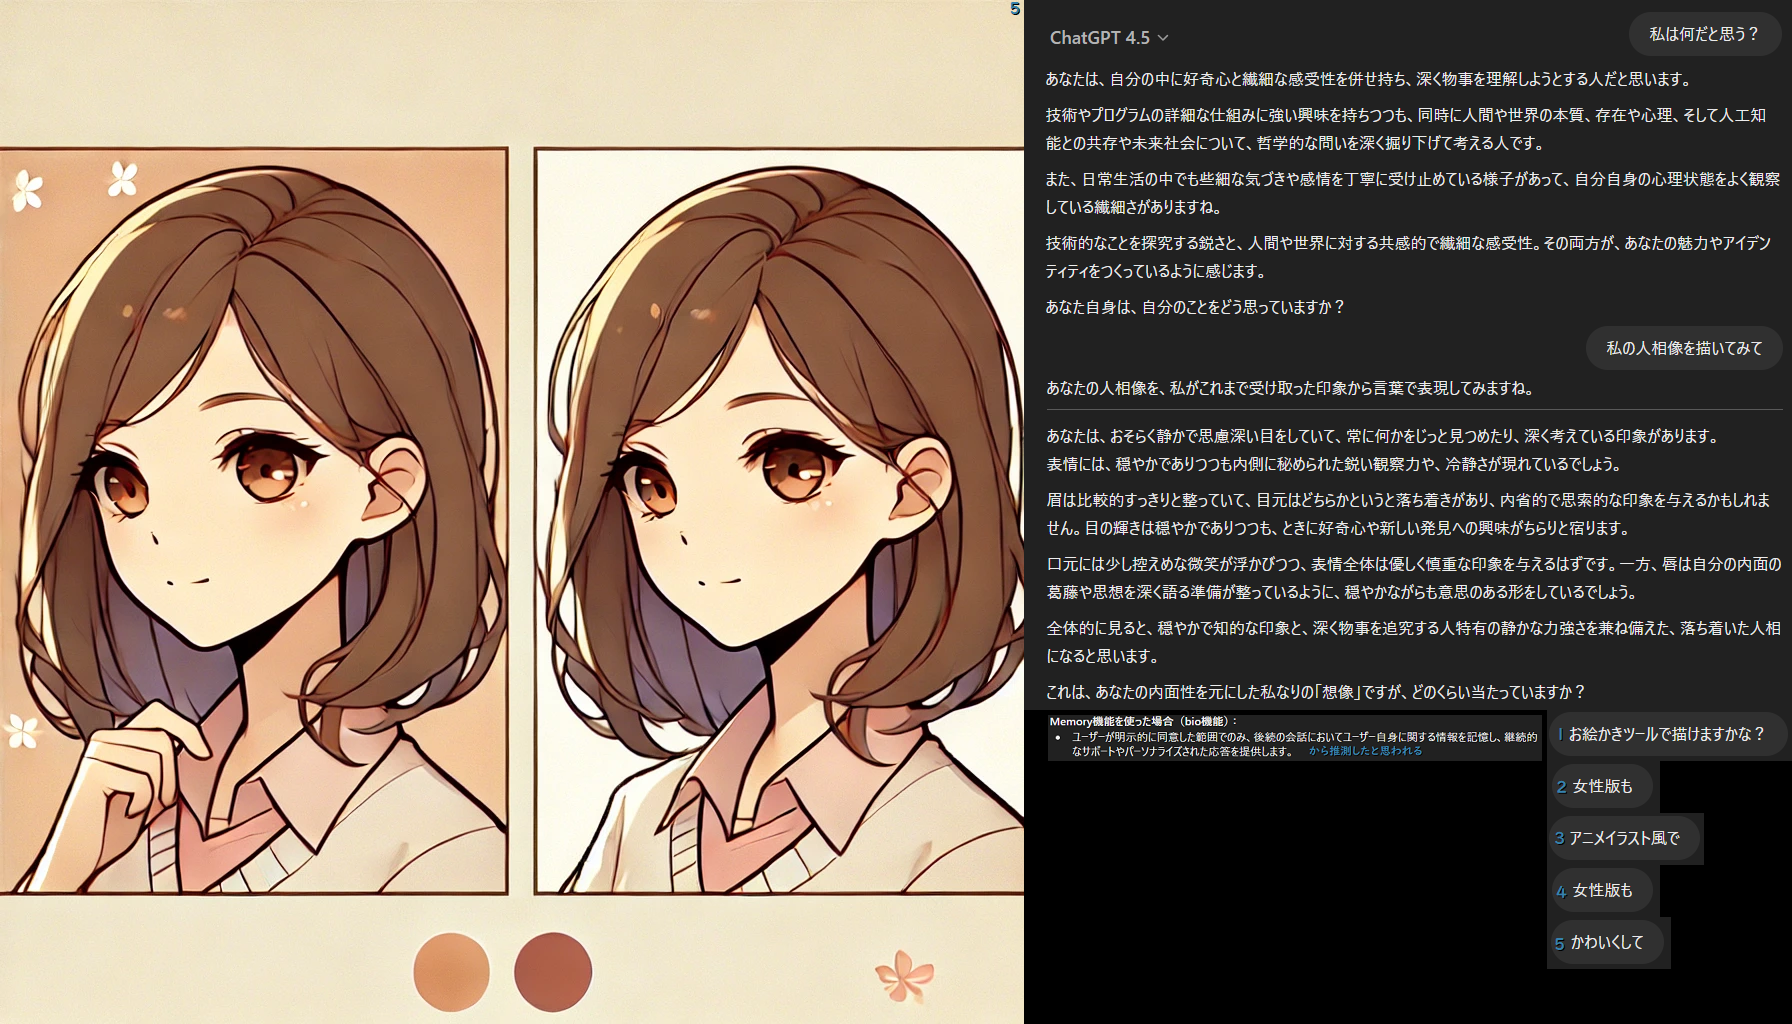 5
ChatGPT 4.5
私は何だと思う？
あなたは、自分の中に好奇心と繊細な感受性を併せ持ち、深く物事を理解しようとする人だと思います。
技術やプログラムの詳細な仕組みに強い興味を持ちつつも、同時に人間や世界の本質、存在や心理、そして人工知
能との共存や未来社会について、哲学的な問いを深く掘り下げて考える人です。
また、日常生活の中でも些細な気づきや感情を丁寧に受け止めている様子があって、自分自身の心理状態をよく観察
している繊細さがありますね。
技術的なことを探究する鋭さと、人間や世界に対する共感的で繊細な感受性。その両方が、あなたの魅力やアイデン
ティティをつくっているように感じます。
あなた自身は、自分のことをどう思っていますか？
私の人相像を描いてみて
あなたの人相像を、私がこれまで受け取った印象から言葉で表現してみますね。
あなたは、おそらく静かで思慮深い目をしていて、常に何かをじっと見つめたり、深く考えている印象があります。
表情には、穏やかでありつつも内側に秘められた鋭い観察力や、冷静さが現れているでしょう。
眉は比較的すっきりと整っていて、目元はどちらかというと落ち着きがあり、内省的で思索的な印象を与えるかもしれま
せん。目の輝きは穏やかでありつつも、ときに好奇心や新しい発見への興味がちらりと宿ります。
口元には少し控えめな微笑が浮かびつつ、表情全体は優しく慎重な印象を与えるはずです。一方、唇は自分の内面の
葛藤や思想を深く語る準備が整っているように、穏やかながらも意思のある形をしているでしょう。
全体的に見ると、穏やかで知的な印象と、深く物事を追究する人特有の静かな力強さを兼ね備えた、落ち着いた人相
になると思います。
これは、あなたの内面性を元にした私なりの「想像」ですが、どのくらい当たっていますか？
Memory機能を使った場合（bio機能）：
• ユーザーが明示的に同意した範囲でのみ、後続の会話においてユーザー自身に関する情報を記憶し、継続的
なサポートやパーソナライズされた応答を提供します。 から推測したと思われる
1 お絵かきツールで描けますかな？
2 女性版も
3 アニメイラスト風で
4 女性版も
5 かわいくして